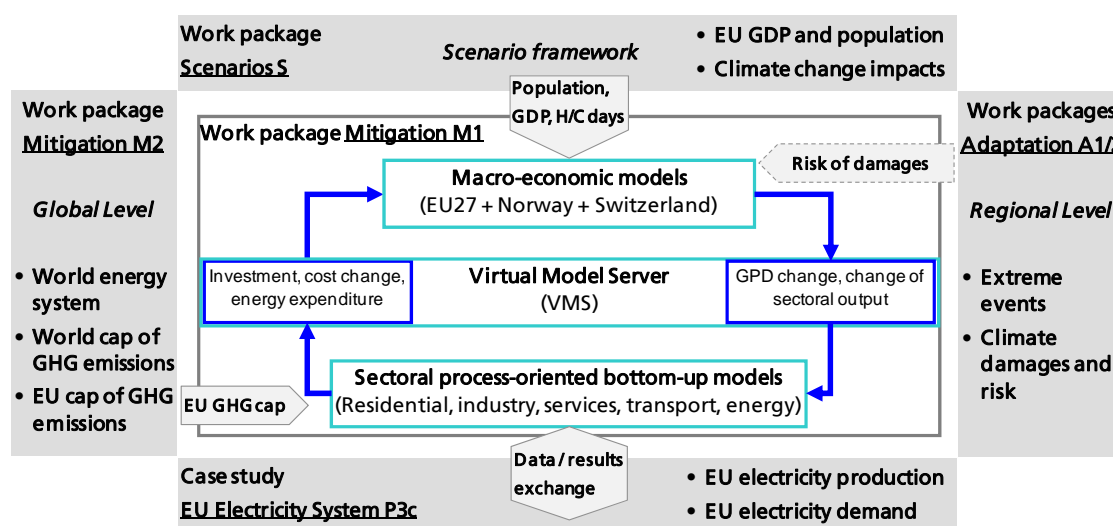 Work package
Scenarios S
Scenario framework
• EU GDP and population
• Climate change impacts
Population,
GDP, H/C days
Work package
Mitigation M2
Global Level
• World energy
system
• World cap of
GHG emissions
• EU cap of GHG
emissions
Work package Mitigation M1
Risk of damages
Macro-economic models
(EU27 + Norway + Switzerland)
Investment, cost change,
energy expenditure
Virtual Model Server
(VMS)
GPD change, change of
sectoral output
Sectoral process-oriented bottom-up models
(Residential, industry, services, transport, energy)
EU GHG cap
Work packages
Adaptation A1/2
Regional Level
• Extreme
events
• Climate
damages and
risk
Case study
EU Electricity System P3c
Data / results
exchange
• EU electricity production
• EU electricity demand